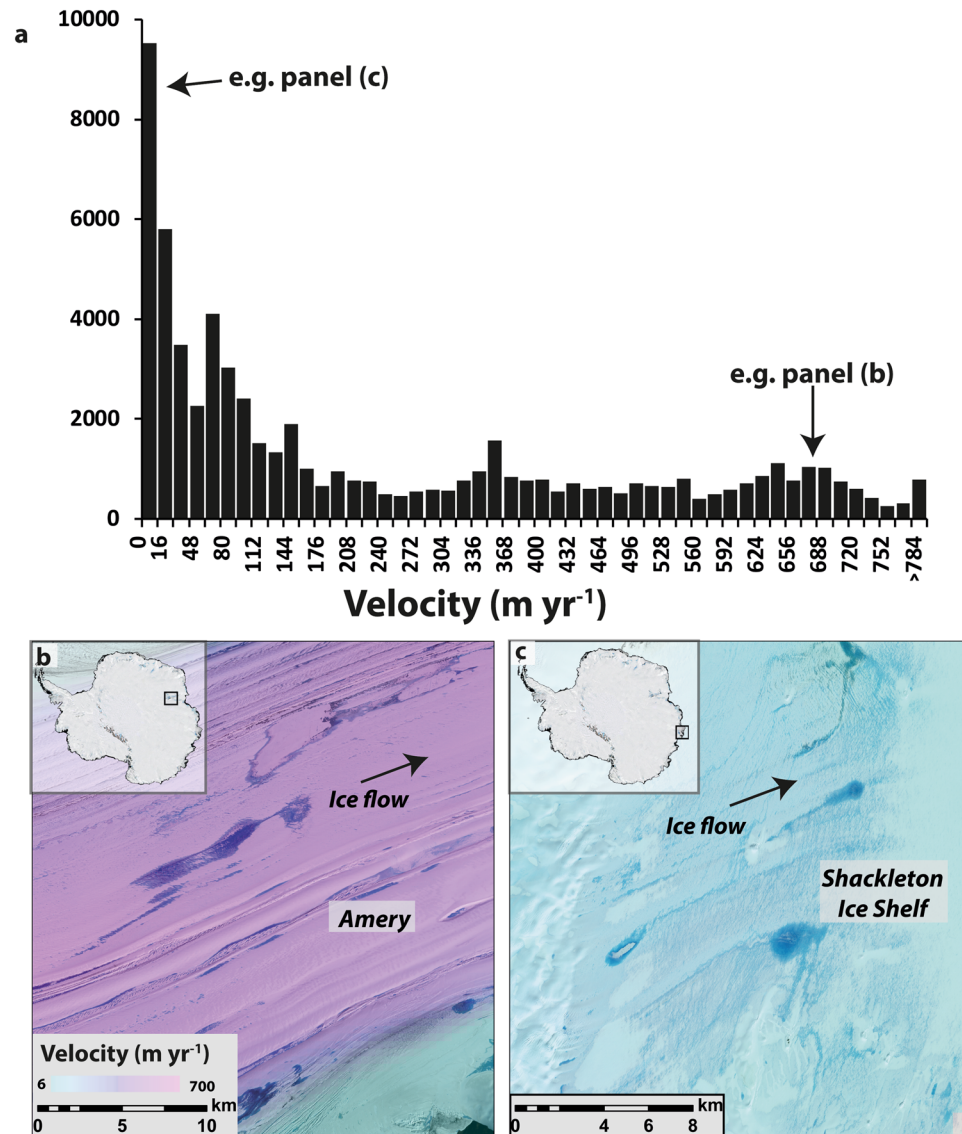 a
10000
8000
6000
4000
2000
0
e.g. panel (c)
e.g. panel (b)
0 16 48 80 112 144 176 208 240 272 304 336 368 400 432 464 496 528 560 592 624 656 688 720 752 >784
Velocity (m yr-1)
b
Ice flow
Amery
Velocity (m yr-1)
6 700
km
0 5 10
c
Ice flow
Shackleton
Ice Shelf
km
0 4 6 8